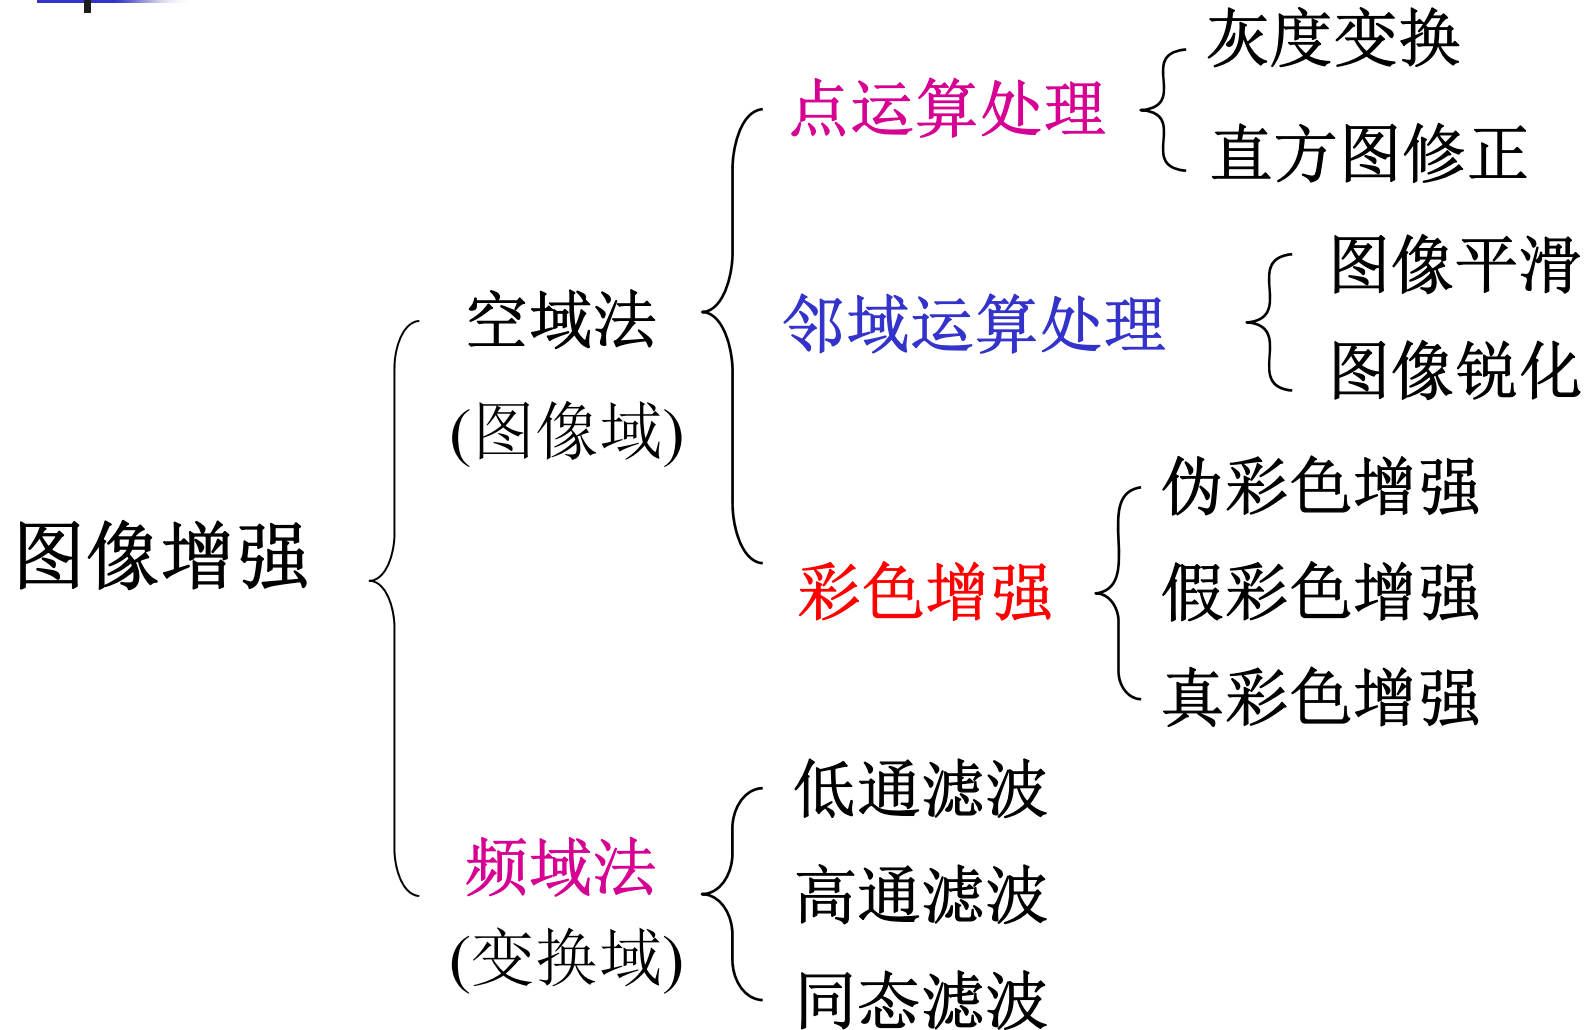 图像增强
空域法
(图像域)
点运算处理
灰度变换
直方图修正
邻域运算处理
图像平滑
图像锐化
彩色增强
伪彩色增强
假彩色增强
真彩色增强
频域法
(变换域)
低通滤波
高通滤波
同态滤波